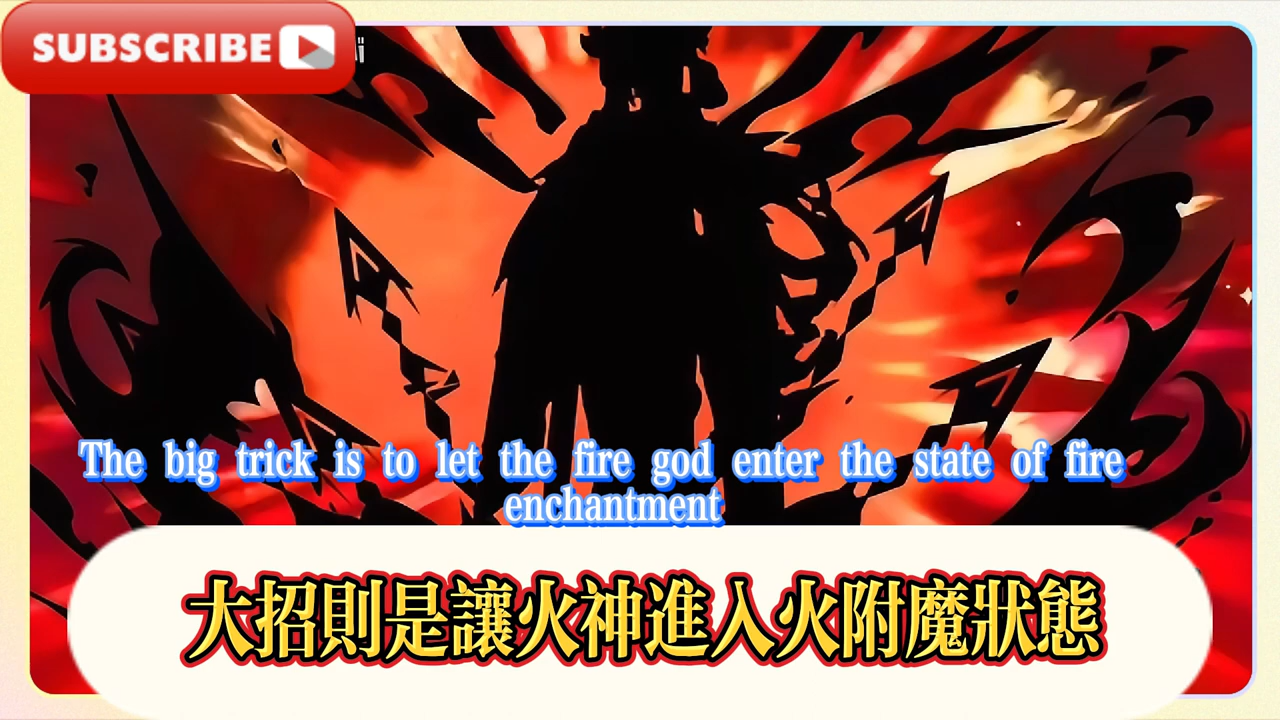 SUBSCRIBE
The big trick is to let the fire god enter the state of fire
enchantment
大招則是讓火神進入火附魔狀態